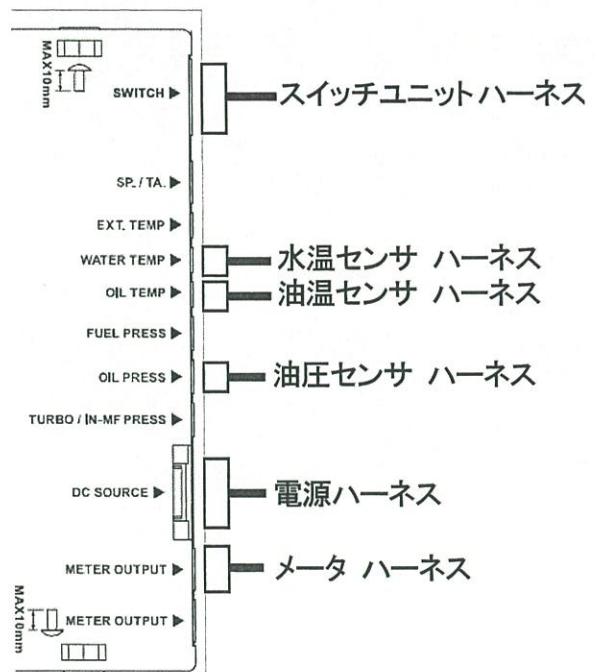 MAX10mm
SWITCH ▶ スイッチユニット ハーネス
SP. / TA. ▶
EXT. TEMP ▶
WATER TEMP ▶ 水温センサ ハーネス
OIL TEMP ▶ 油温センサ ハーネス
FUEL PRESS ▶
OIL PRESS ▶ 油圧センサ ハーネス
TURBO / IN-MF PRESS ▶
DC SOURCE ▶ 電源ハーネス
METER OUTPUT ▶ メータ ハーネス
MAX10mm
METER OUTPUT ▶